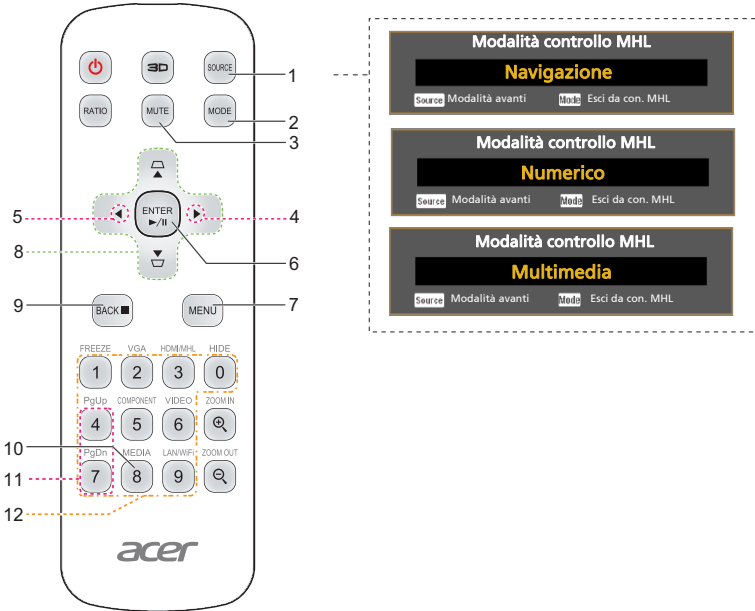 3D
SOURCE
1
RATIO
MUTE
MODE
2
3
5
ENTER
4
8
6
9
BACK
MENU
7
FREEZE VGA HDMI/MHL HIDE
1 2 3 0
PgUp COMPONENT VIDEO ZOOM IN
4 5 6
10
PgDn MEDIA LAN/WiFi ZOOM OUT
11
7 8 9
12
acer
Modalità controllo MHL
Navigazione
Source Modalità avanti Mode Esci da con. MHL
Modalità controllo MHL
Numerico
Source Modalità avanti Mode Esci da con. MHL
Modalità controllo MHL
Multimedia
Source Modalità avanti Mode Esci da con. MHL